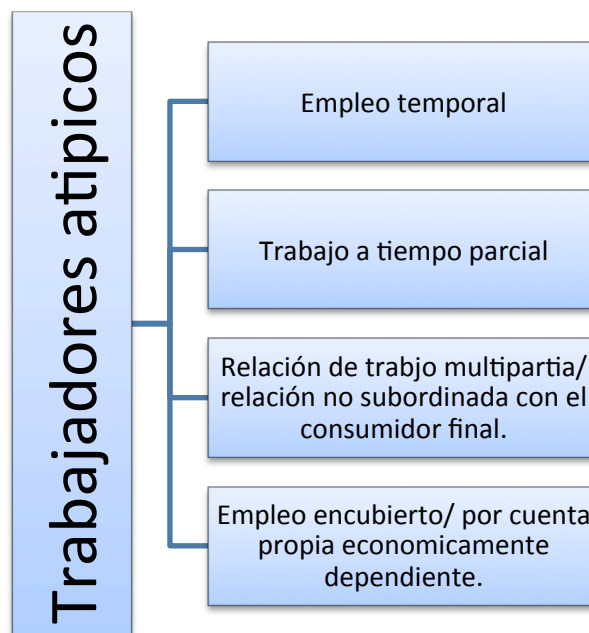 Trabajadores atipicos
Empleo temporal
Trabajo a tiempo parcial
Relación de trabjo multipartia/
relación no subordinada con el
consumidor final.
Empleo encubierto/ por cuenta
propia economicamente
dependiente.